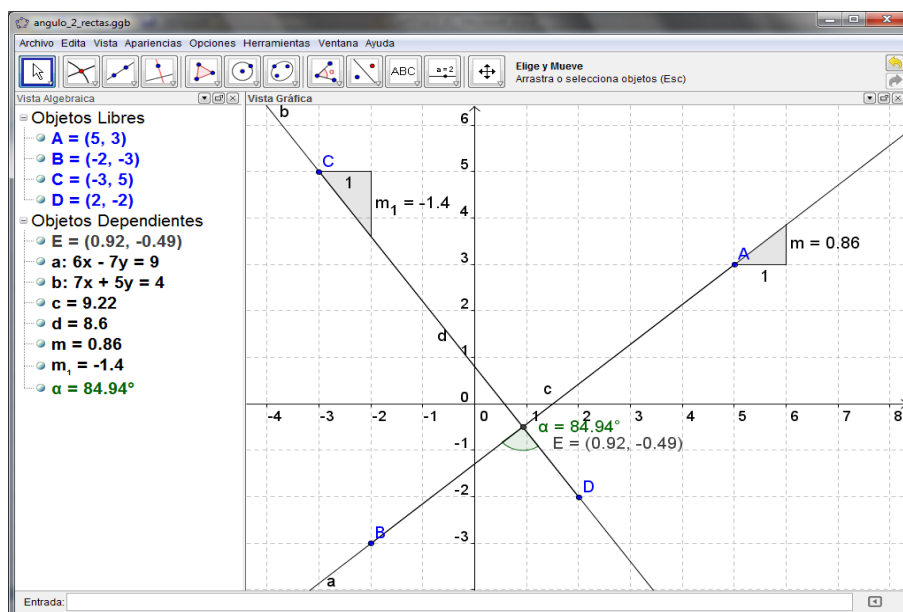 angulo_2_rectas.ggb
Archivo Edita Vista Apariencias Opciones Herramientas Ventana Ayuda
ABC
a = 2
Elige y Mueve
Arrastra o selecciona objetos (Esc)
Vista Algebraica
Vista Gráfica
Objetos Libres
A = (5, 3)
B = (-2, -3)
C = (-3, 5)
D = (2, -2)
Objetos Dependientes
E = (0.92, -0.49)
a: 6x - 7y = 9
b: 7x + 5y = 4
c = 9.22
d = 8.6
m = 0.86
m₁ = -1.4
α = 84.94°
b
6
C
5
1
m₁ = -1.4
4
A
m = 0.86
3
1
2
d
1
c
0
-4 -3 -2 -1 0 1 2 3 4 5 6 7 8
α = 84.94°
E = (0.92, -0.49)
-1
D
-2
B
-3
a
Entrada: